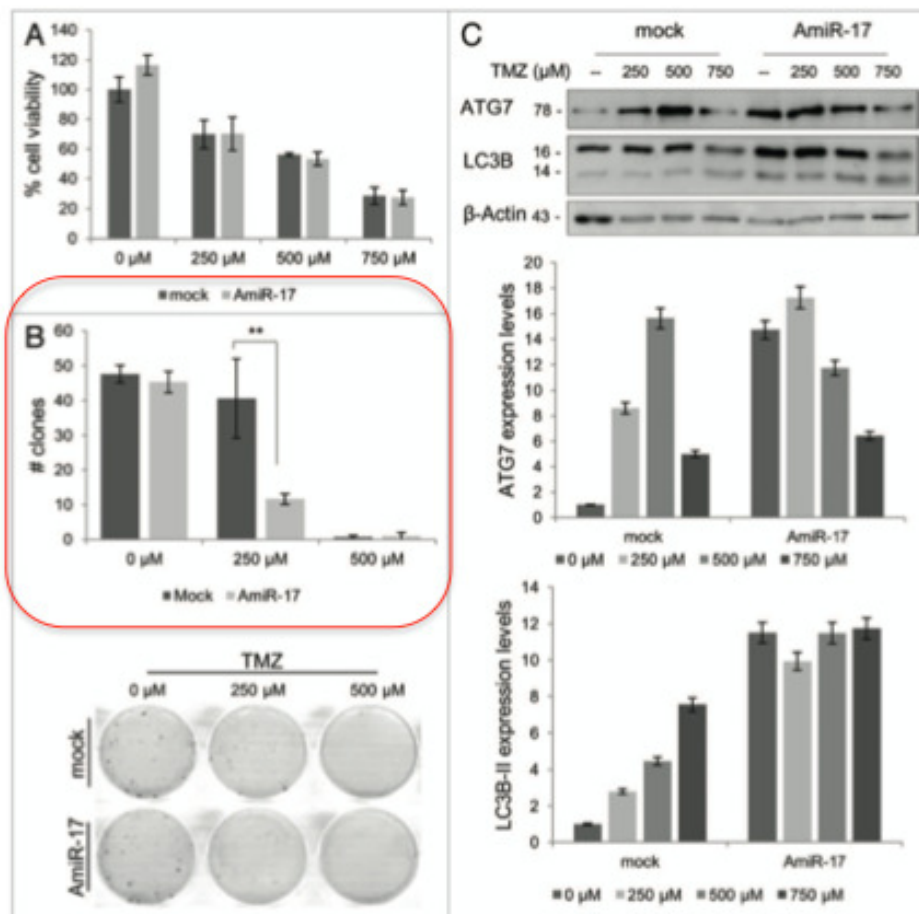 A
% cell viability
140
120
100
80
60
40
20
0
0 µM 250 µM 500 µM 750 µM
■mock ■AmiR-17
B
# clones
60
50
40
30
20
10
0
**
0 µM 250 µM 500 µM
■Mock ■AmiR-17
TMZ
0 µM 250 µM 500 µM
mock
AmiR-17
C
mock AmiR-17
TMZ (µM) -- 250 500 750 -- 250 500 750
ATG7 78 -
LC3B 16 -
14 -
β-Actin 43 -
ATG7 expression levels
18
16
14
12
10
8
6
4
2
0
mock AmiR-17
■0 µM ■250 µM ■500 µM ■750 µM
LC3B-II expression levels
14
12
10
8
6
4
2
0
mock AmiR-17
■0 µM ■250 µM ■500 µM ■750 µM